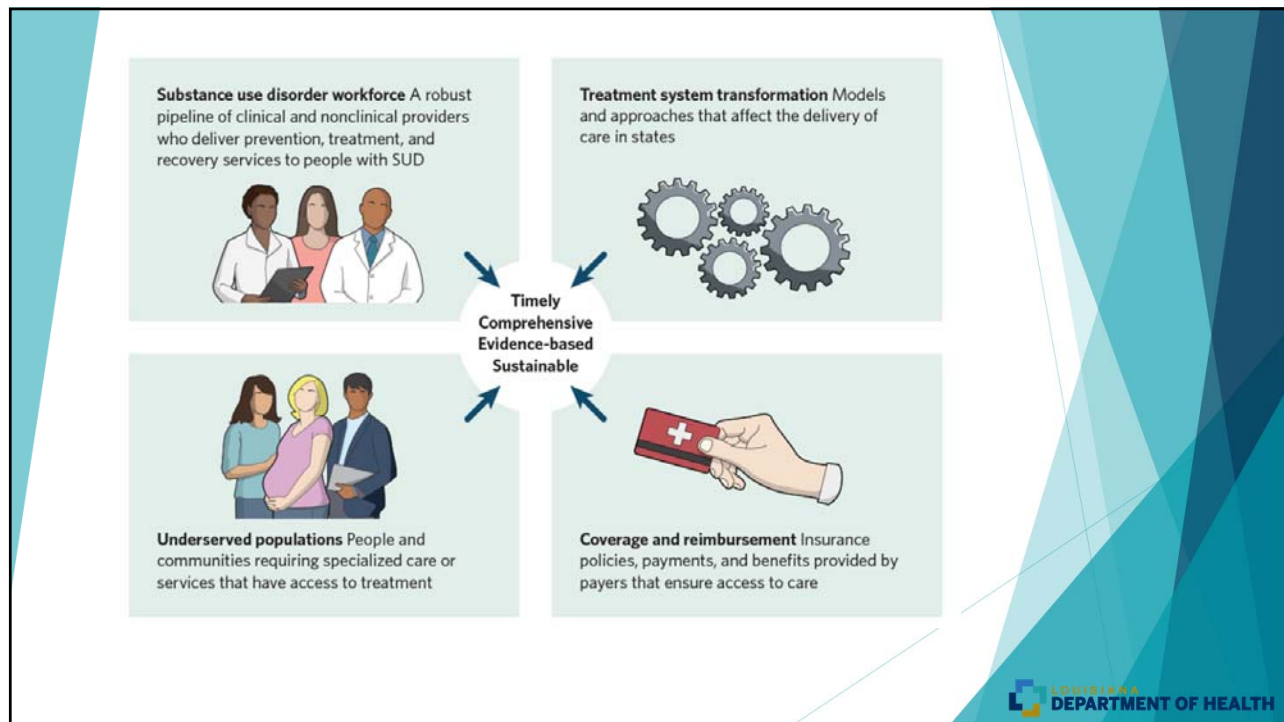 Substance use disorder workforce A robust
pipeline of clinical and nonclinical providers
who deliver prevention, treatment, and
recovery services to people with SUD
Treatment system transformation Models
and approaches that affect the delivery of
care in states
Timely
Comprehensive
Evidence-based
Sustainable
Underserved populations People and
communities requiring specialized care or
services that have access to treatment
Coverage and reimbursement Insurance
policies, payments, and benefits provided by
payers that ensure access to care
LOUISIANA
DEPARTMENT OF HEALTH